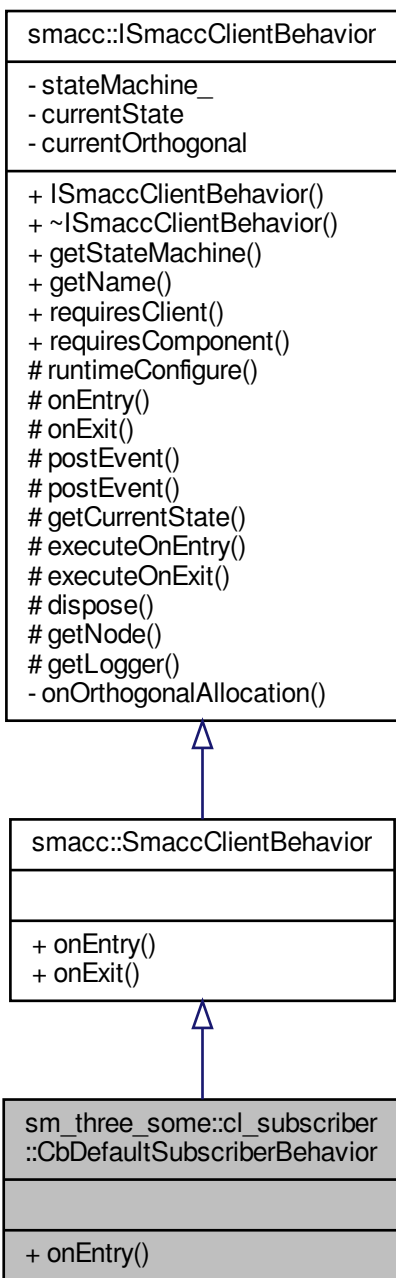 smacc::ISmaccClientBehavior
- stateMachine_
- currentState
- currentOrthogonal
+ ISmaccClientBehavior()
+ ~ISmaccClientBehavior()
+ getStateMachine()
+ getName()
+ requiresClient()
+ requiresComponent()
# runtimeConfigure()
# onEntry()
# onExit()
# postEvent()
# postEvent()
# getCurrentState()
# executeOnEntry()
# executeOnExit()
# dispose()
# getNode()
# getLogger()
- onOrthogonalAllocation()
smacc::SmaccClientBehavior
+ onEntry()
+ onExit()
sm_three_some::cl_subscriber
::CbDefaultSubscriberBehavior
+ onEntry()